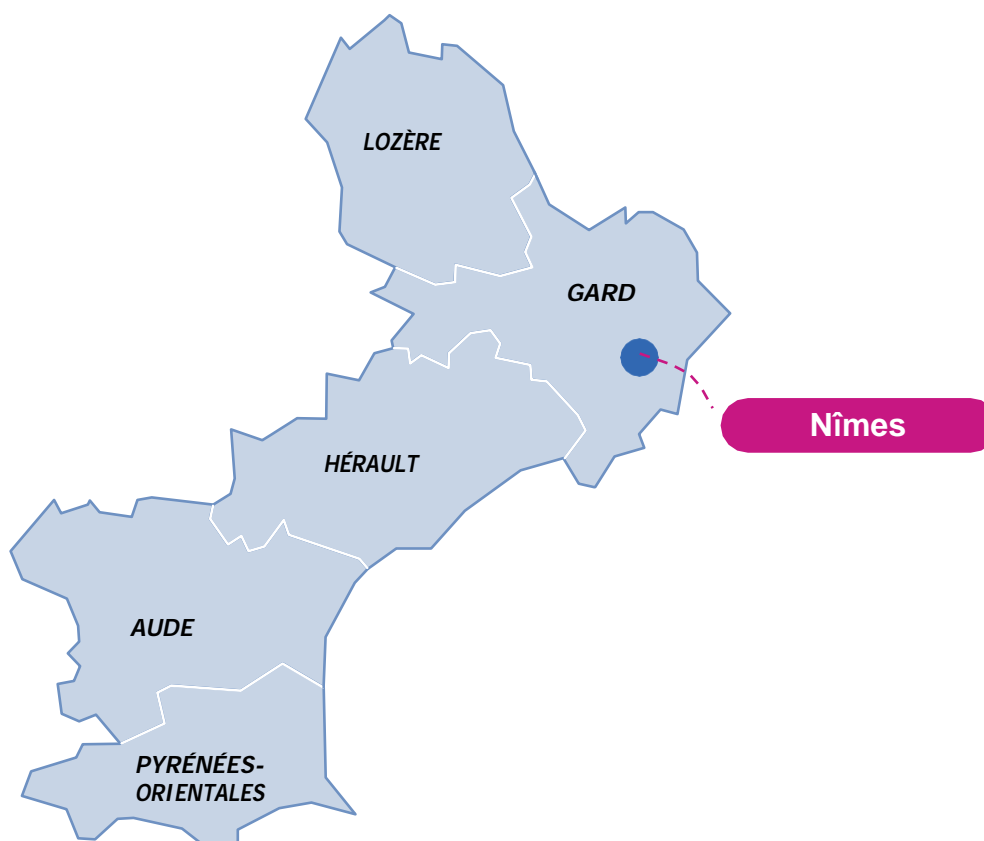 LOZÈRE
GARD
Nîmes
HÉRAULT
AUDE
PYRÉNÉES-
ORIENTALES